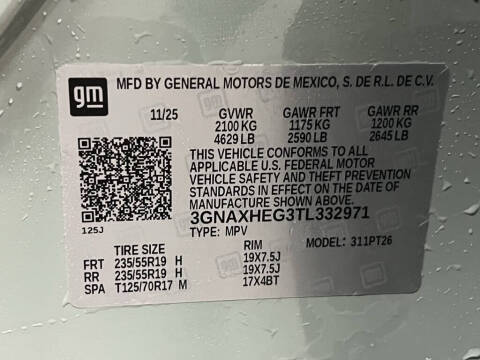 gm MFD BY GENERAL MOTORS DE MEXICO, S. DE R.L. DE C.V.
11/25 GVWR GAWR FRT GAWR RR
2100 KG 1175 KG 1200 KG
4629 LB 2590 LB 2645 LB
THIS VEHICLE CONFORMS TO ALL
APPLICABLE U.S. FEDERAL MOTOR
VEHICLE SAFETY AND THEFT PREVENTION
STANDARDS IN EFFECT ON THE DATE OF
MANUFACTURE SHOWN ABOVE.
3GNAXHEG3TL332971
125J TYPE: MPV
TIRE SIZE RIM MODEL: 311PT26
FRT 235/55R19 H 19X7.5J
RR 235/55R19 H 19X7.5J
SPA T125/70R17 M 17X4BT